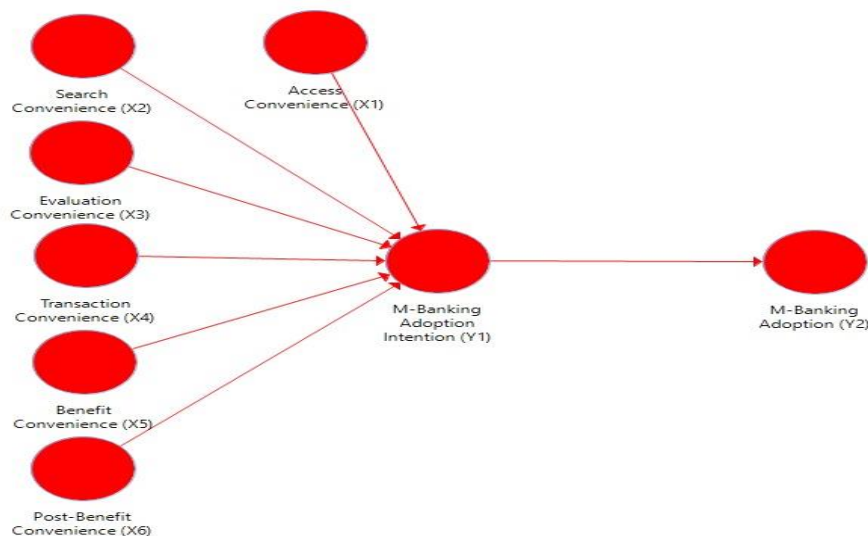 Search
Convenience (X2)
Access
Convenience (X1)
Evaluation
Convenience (X3)
Transaction
Convenience (X4)
M-Banking
Adoption
Intention (Y1)
M-Banking
Adoption (Y2)
Benefit
Convenience (X5)
Post-Benefit
Convenience (X6)